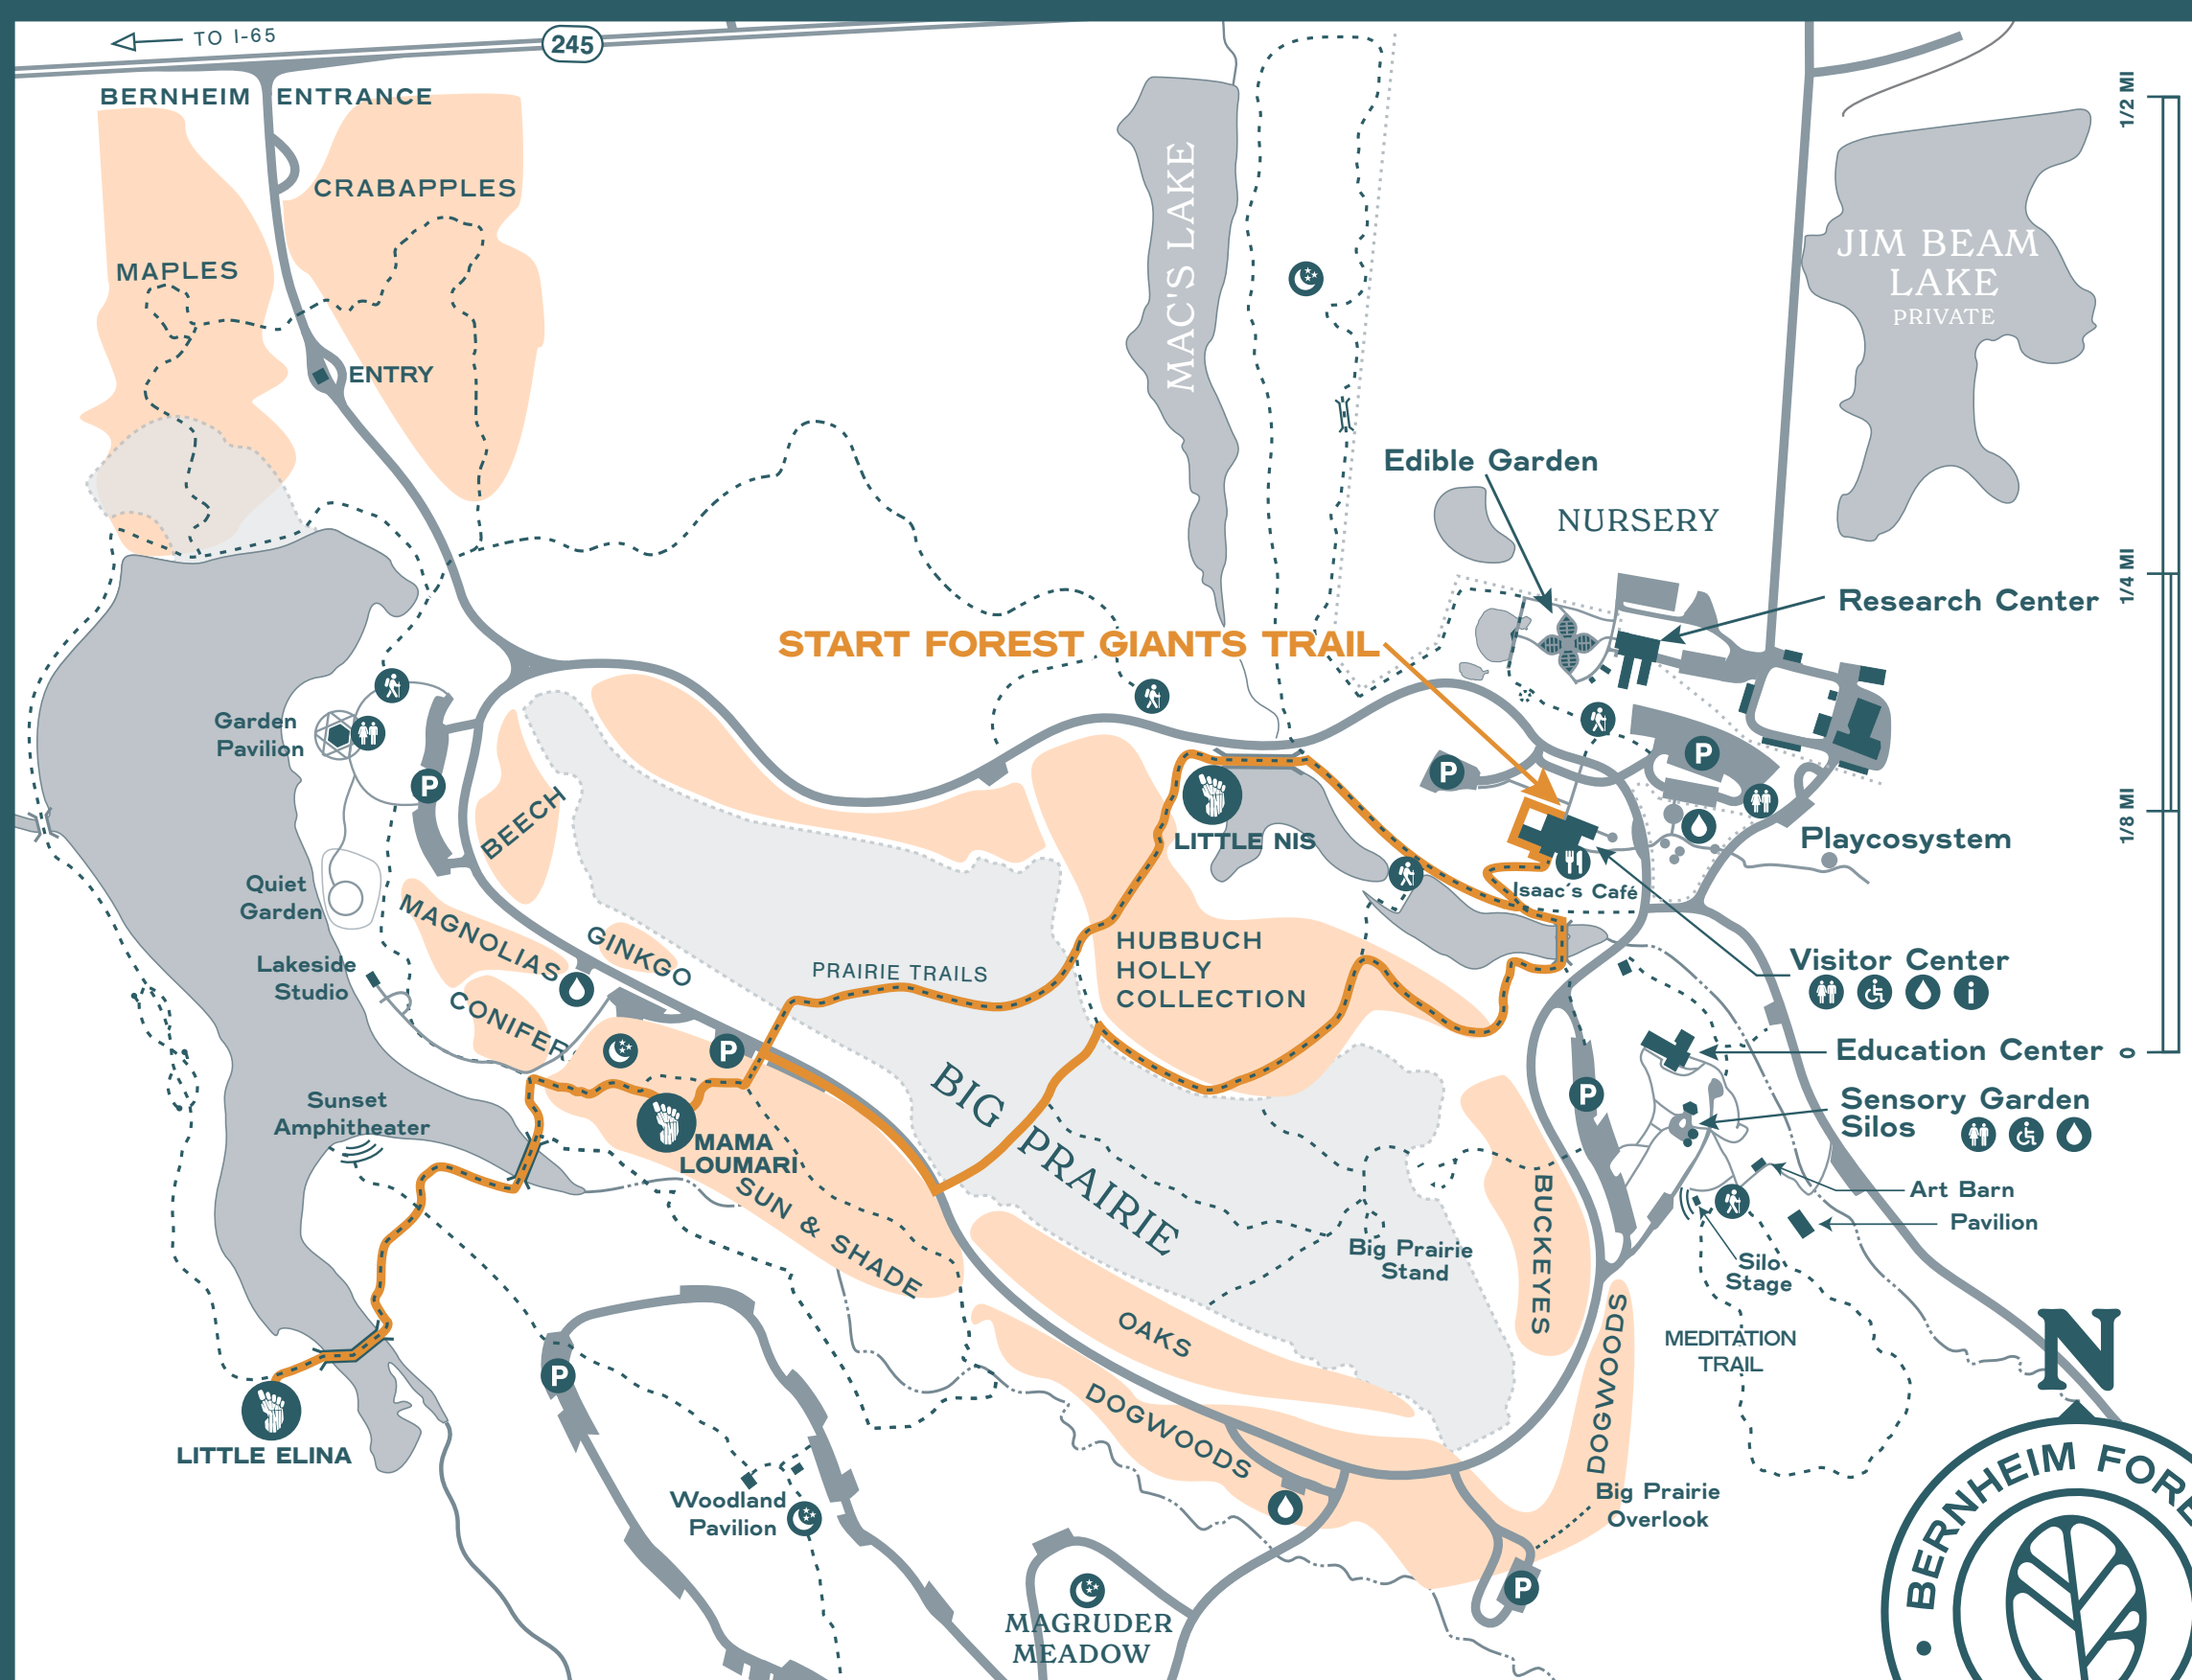 TO I-65
245
BERNHEIM ENTRANCE
CRABAPPLES
MAPLES
ENTRY
MAC'S LAKE
JIM BEAM
LAKE
PRIVATE
1/2 MI
1/4 MI
1/8 MI
0
Edible Garden
NURSERY
Research Center
START FOREST GIANTS TRAIL
Garden
Pavilion
P
P
P
BEECH
LITTLE NIS
Isaac's Café
Playcosystem
Quiet
Garden
MAGNOLIAS
GINKGO
PRAIRIE TRAILS
HUBBUCH
HOLLY
COLLECTION
Visitor Center
i
Lakeside
Studio
CONIFER
P
Education Center
Sensory Garden
Silos
P
Sunset
Amphitheater
MAMA
LOUMARI
SUN & SHADE
BIG PRAIRIE
Big Prairie
Stand
BUCKEYES
Art Barn
Pavilion
Silo
Stage
MEDITATION
TRAIL
OAKS
DOGWOODS
DOGWOODS
P
LITTLE ELINA
Woodland
Pavilion
Big Prairie
Overlook
P
MAGRUDER
MEADOW
N
BERNHEIM FORE